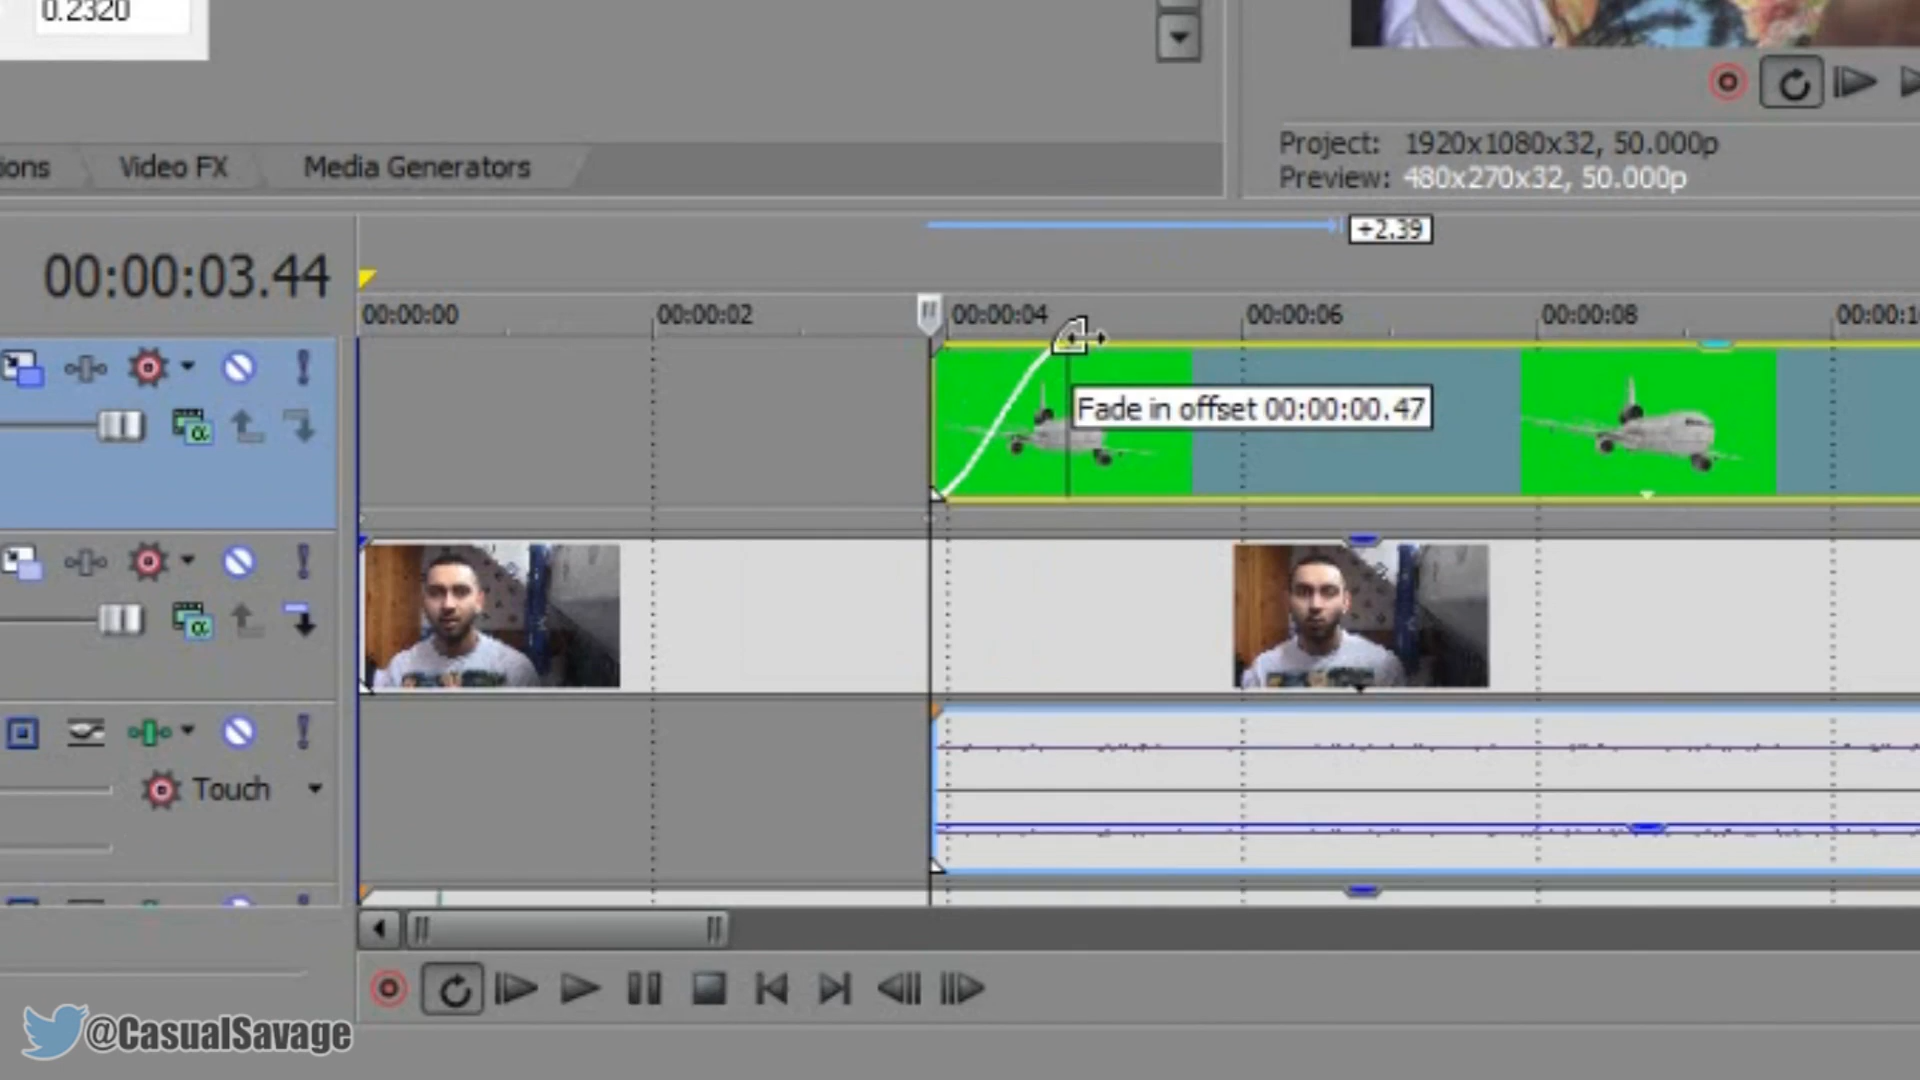 0.2320
ions Video FX Media Generators
Project: 1920x1080x32, 50.000p
Preview: 480x270x32, 50.000p
+2.39
00:00:03.44
00:00:00 00:00:02 00:00:04 00:00:06 00:00:08 00:00:10
Fade in offset 00:00:00.47
Touch
@CasualSavage